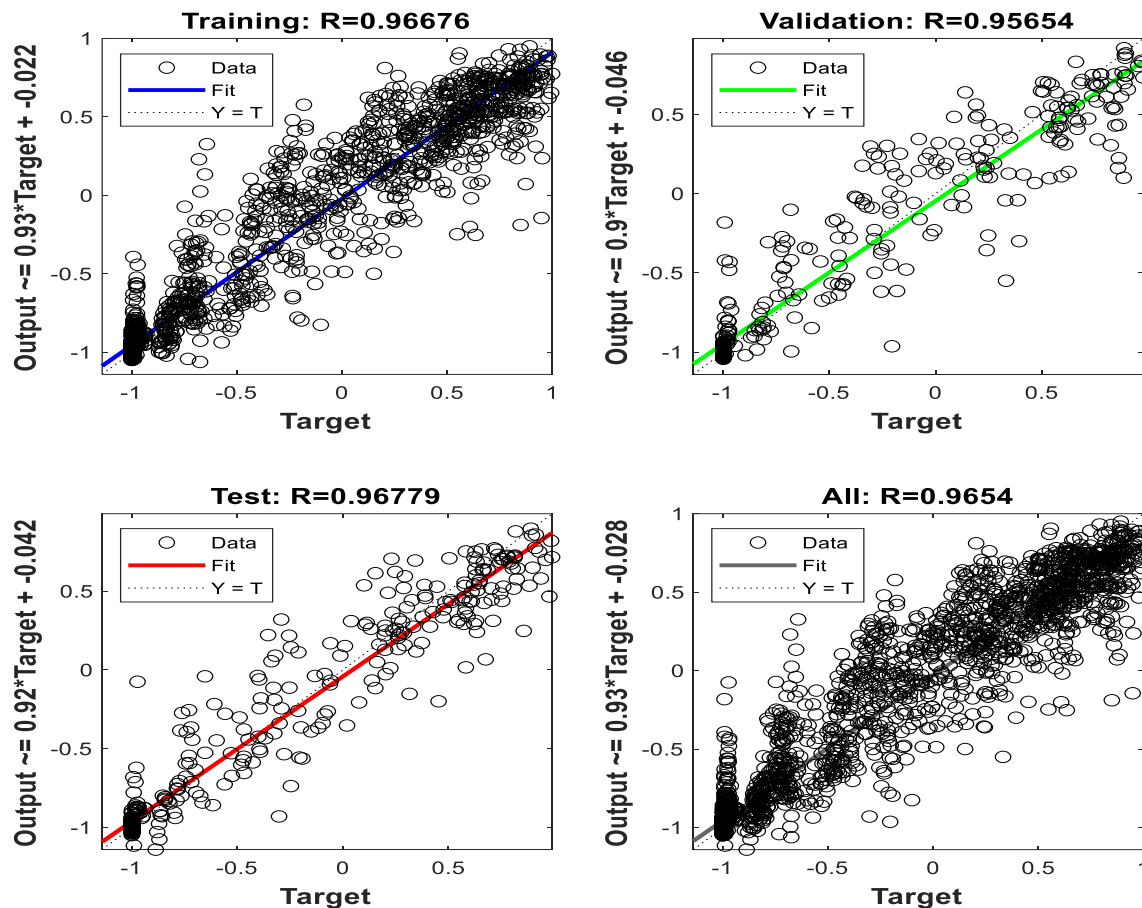 Training: R=0.96676
Output ~= 0.93*Target + -0.022
1
0.5
0
-0.5
-1
Data
Fit
Y = T
-1
-0.5
0
0.5
1
Target
Validation: R=0.95654
Output ~= 0.9*Target + -0.046
1
0.5
0
-0.5
-1
Data
Fit
Y = T
-1
-0.5
0
0.5
1
Target
Test: R=0.96779
Output ~= 0.92*Target + -0.042
0.5
0
-0.5
-1
Data
Fit
Y = T
-1
-0.5
0
0.5
Target
All: R=0.9654
Output ~= 0.93*Target + -0.028
1
0.5
0
-0.5
-1
Data
Fit
Y = T
-1
-0.5
0
0.5
1
Target